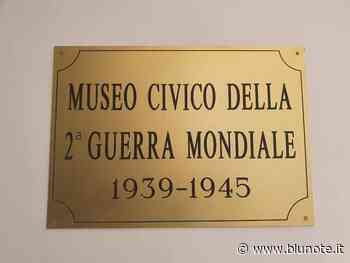 MUSEO CIVICO DELLA
2ª GUERRA MONDIALE
1939-1945
© www.blunote.it